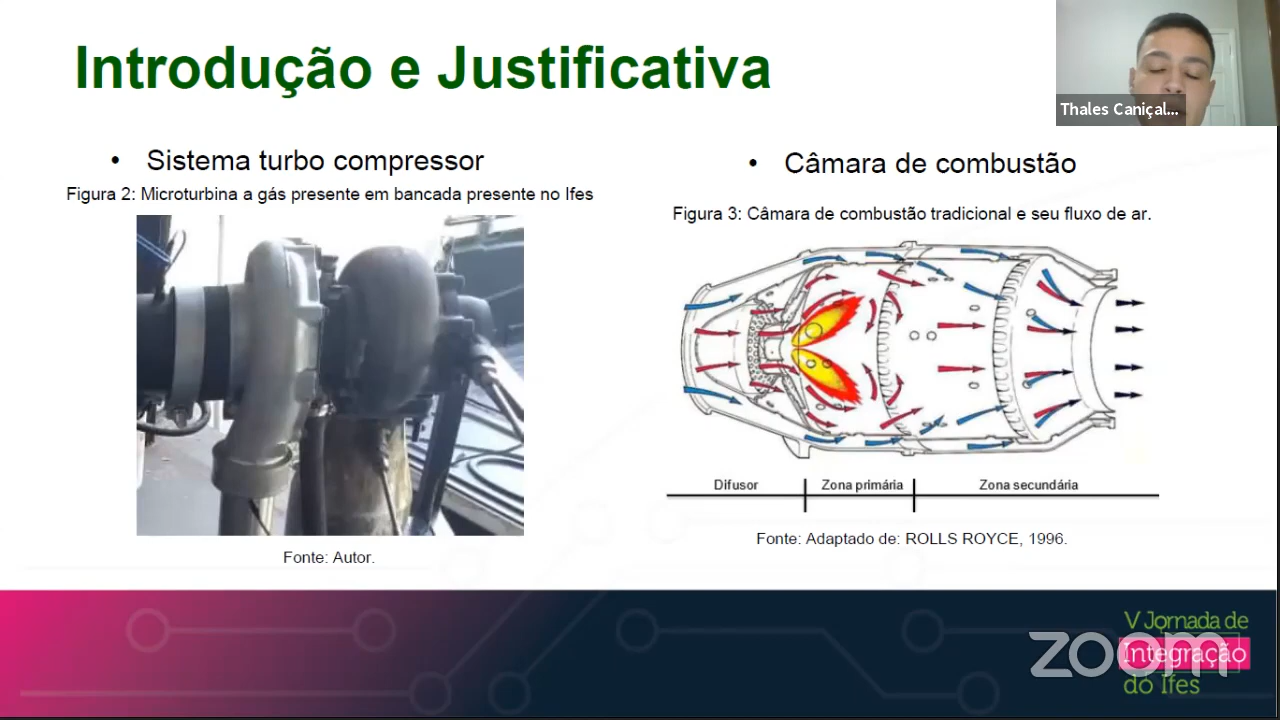 Introdução e Justificativa
Thales Caniçal...
• Sistema turbo compressor
Figura 2: Microturbina a gás presente em bancada presente no Ifes
Fonte: Autor.
• Câmara de combustão
Figura 3: Câmara de combustão tradicional e seu fluxo de ar.
Difusor Zona primária Zona secundária
Fonte: Adaptado de: ROLLS ROYCE, 1996.
V Jornada de
Integração
do Ifes
zoom